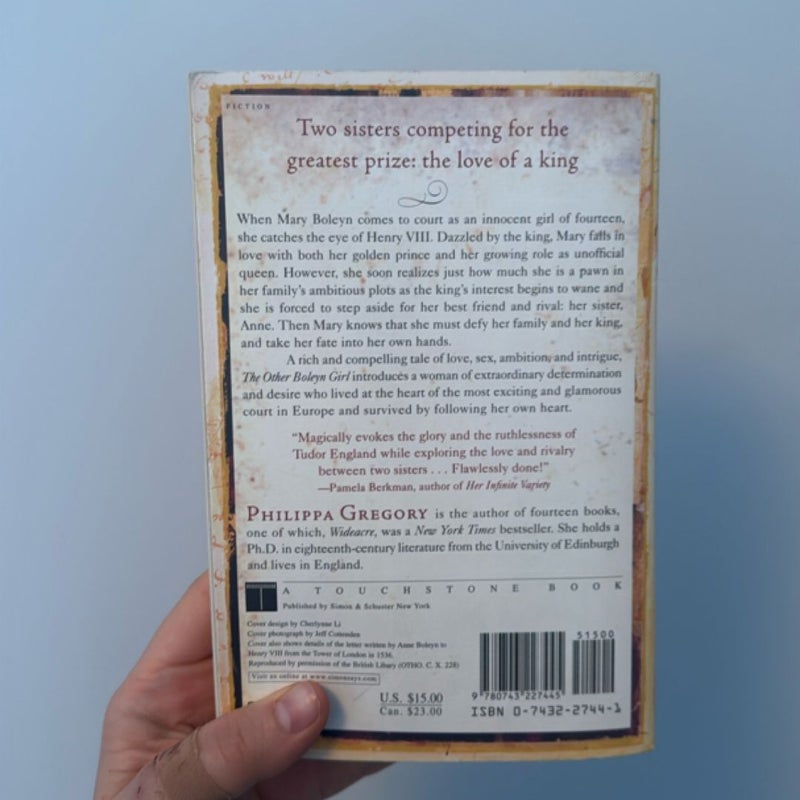 FICTION
Two sisters competing for the
greatest prize: the love of a king
When Mary Boleyn comes to court as an innocent girl of fourteen,
she catches the eye of Henry VIII. Dazzled by the king, Mary falls in
love with both her golden prince and her growing role as unofficial
queen. However, she soon realizes just how much she is a pawn in
her family's ambitious plots as the king's interest begins to wane and
she is forced to step aside for her best friend and rival: her sister,
Anne. Then Mary knows that she must defy her family and her king,
and take her fate into her own hands.
A rich and compelling tale of love, sex, ambition, and intrigue,
The Other Boleyn Girl introduces a woman of extraordinary determination
and desire who lived at the heart of the most exciting and glamorous
court in Europe and survived by following her own heart.
"Magically evokes the glory and the ruthlessness of
Tudor England while exploring the love and rivalry
between two sisters . . . Flawlessly done!"
—Pamela Berkman, author of Her Infinite Variety
PHILIPPA GREGORY is the author of fourteen books,
one of which, Wideacre, was a New York Times bestseller. She holds a
Ph.D. in eighteenth-century literature from the University of Edinburgh
and lives in England.
T
A TOUCHSTONE BOOK
Published by Simon & Schuster New York
Cover design by Cherlynne Li
Cover photograph by Jeff Cottenden
Cover also shows details of the letter written by Anne Boleyn to
Henry VIII from the Tower of London in 1536.
Reproduced by permission of the British Library (OTHO. C. X. 228)
Visit us online at www.simonsays.com
U.S. $15.00
Can. $23.00
51500
9 780743 227445
ISBN 0-7432-2744-1